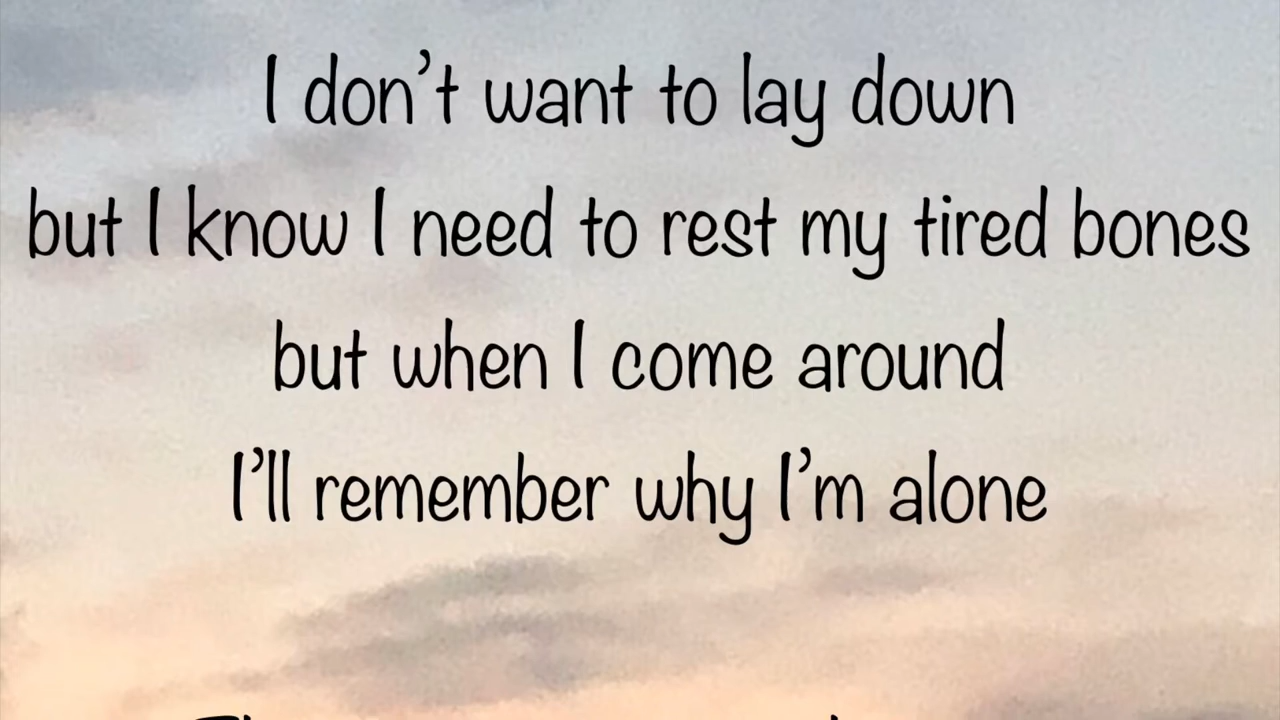 I don't want to lay down
but I know I need to rest my tired bones
but when I come around
I'll remember why I'm alone